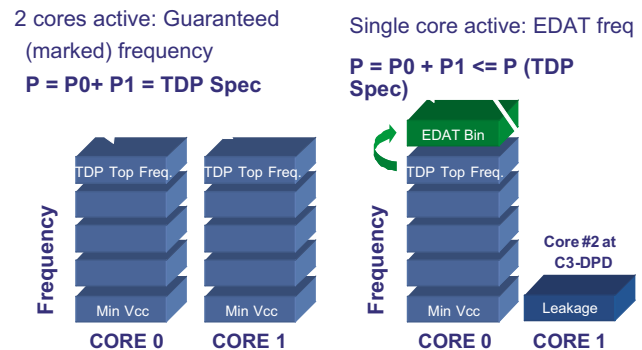 2 cores active: Guaranteed
(marked) frequency
P = P0+ P1 = TDP Spec
TDP Top Freq.
TDP Top Freq.
Min Vcc
Min Vcc
Frequency
CORE 0
CORE 1
Single core active: EDAT freq
P = P0 + P1 <= P (TDP
Spec)
EDAT Bin
TDP Top Freq.
Min Vcc
Frequency
Core #2 at
C3-DPD
Leakage
CORE 0
CORE 1